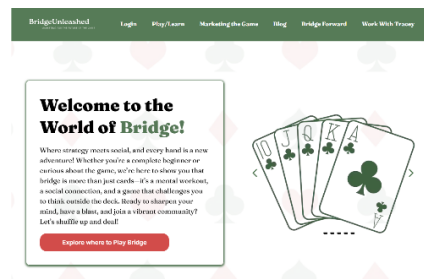 BridgeUnleashed
Login Play/Learn Marketing the Game Blog Bridge Forward Work With Tracey
Welcome to the
World of Bridge!
Where strategy meets social, and every hand is a new
adventure! Whether you're a complete beginner or
curious about the game, we're here to show you that
bridge is more than just cards—it's a mental workout,
a social connection, and a game that challenges you
to think outside the deck. Ready to sharpen your
mind, have a blast, and join a vibrant community?
Let's shuffle up and deal!
Explore where to Play Bridge
10 J Q K A
A